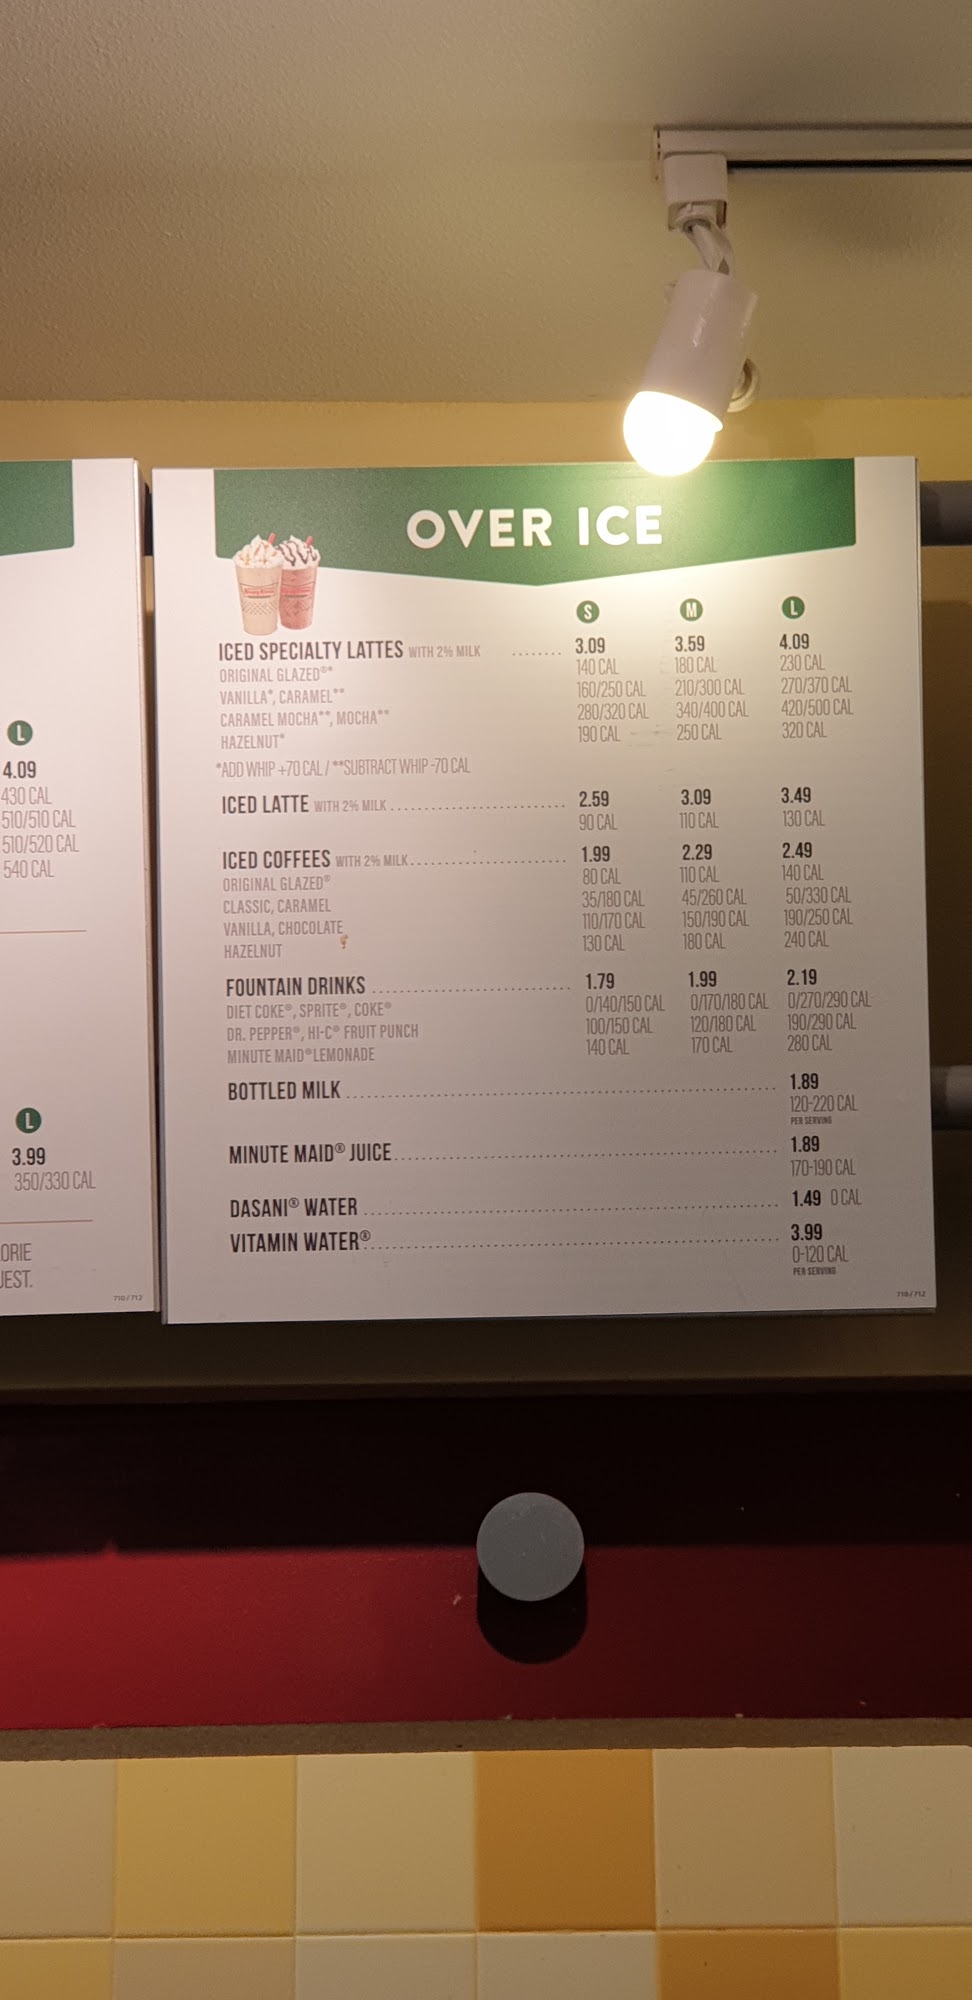 L
4.09
430 CAL
510/510 CAL
510/520 CAL
540 CAL
L
3.99
350/330 CAL
ORIE
JEST.
710/712
OVER ICE
S M L
ICED SPECIALTY LATTES WITH 2% MILK ........ 3.09 3.59 4.09
ORIGINAL GLAZED®* 140 CAL 180 CAL 230 CAL
VANILLA*, CARAMEL** 160/250 CAL 210/300 CAL 270/370 CAL
CARAMEL MOCHA**, MOCHA** 280/320 CAL 340/400 CAL 420/500 CAL
HAZELNUT* 190 CAL 250 CAL 320 CAL
*ADD WHIP +70 CAL / **SUBTRACT WHIP -70 CAL
ICED LATTE WITH 2% MILK ........ 2.59 3.09 3.49
90 CAL 110 CAL 130 CAL
ICED COFFEES WITH 2% MILK ........ 1.99 2.29 2.49
ORIGINAL GLAZED® 80 CAL 110 CAL 140 CAL
CLASSIC, CARAMEL 35/180 CAL 45/260 CAL 50/330 CAL
VANILLA, CHOCOLATE 110/170 CAL 150/190 CAL 190/250 CAL
HAZELNUT 130 CAL 180 CAL 240 CAL
FOUNTAIN DRINKS ........ 1.79 1.99 2.19
DIET COKE®, SPRITE®, COKE® 0/140/150 CAL 0/170/180 CAL 0/270/290 CAL
DR. PEPPER®, HI-C® FRUIT PUNCH 100/150 CAL 120/180 CAL 190/290 CAL
MINUTE MAID® LEMONADE 140 CAL 170 CAL 280 CAL
BOTTLED MILK ........ 1.89
120-220 CAL
PER SERVING
MINUTE MAID® JUICE ........ 1.89
170-190 CAL
DASANI® WATER ........ 1.49 0 CAL
VITAMIN WATER® ........ 3.99
0-120 CAL
PER SERVING
710/712